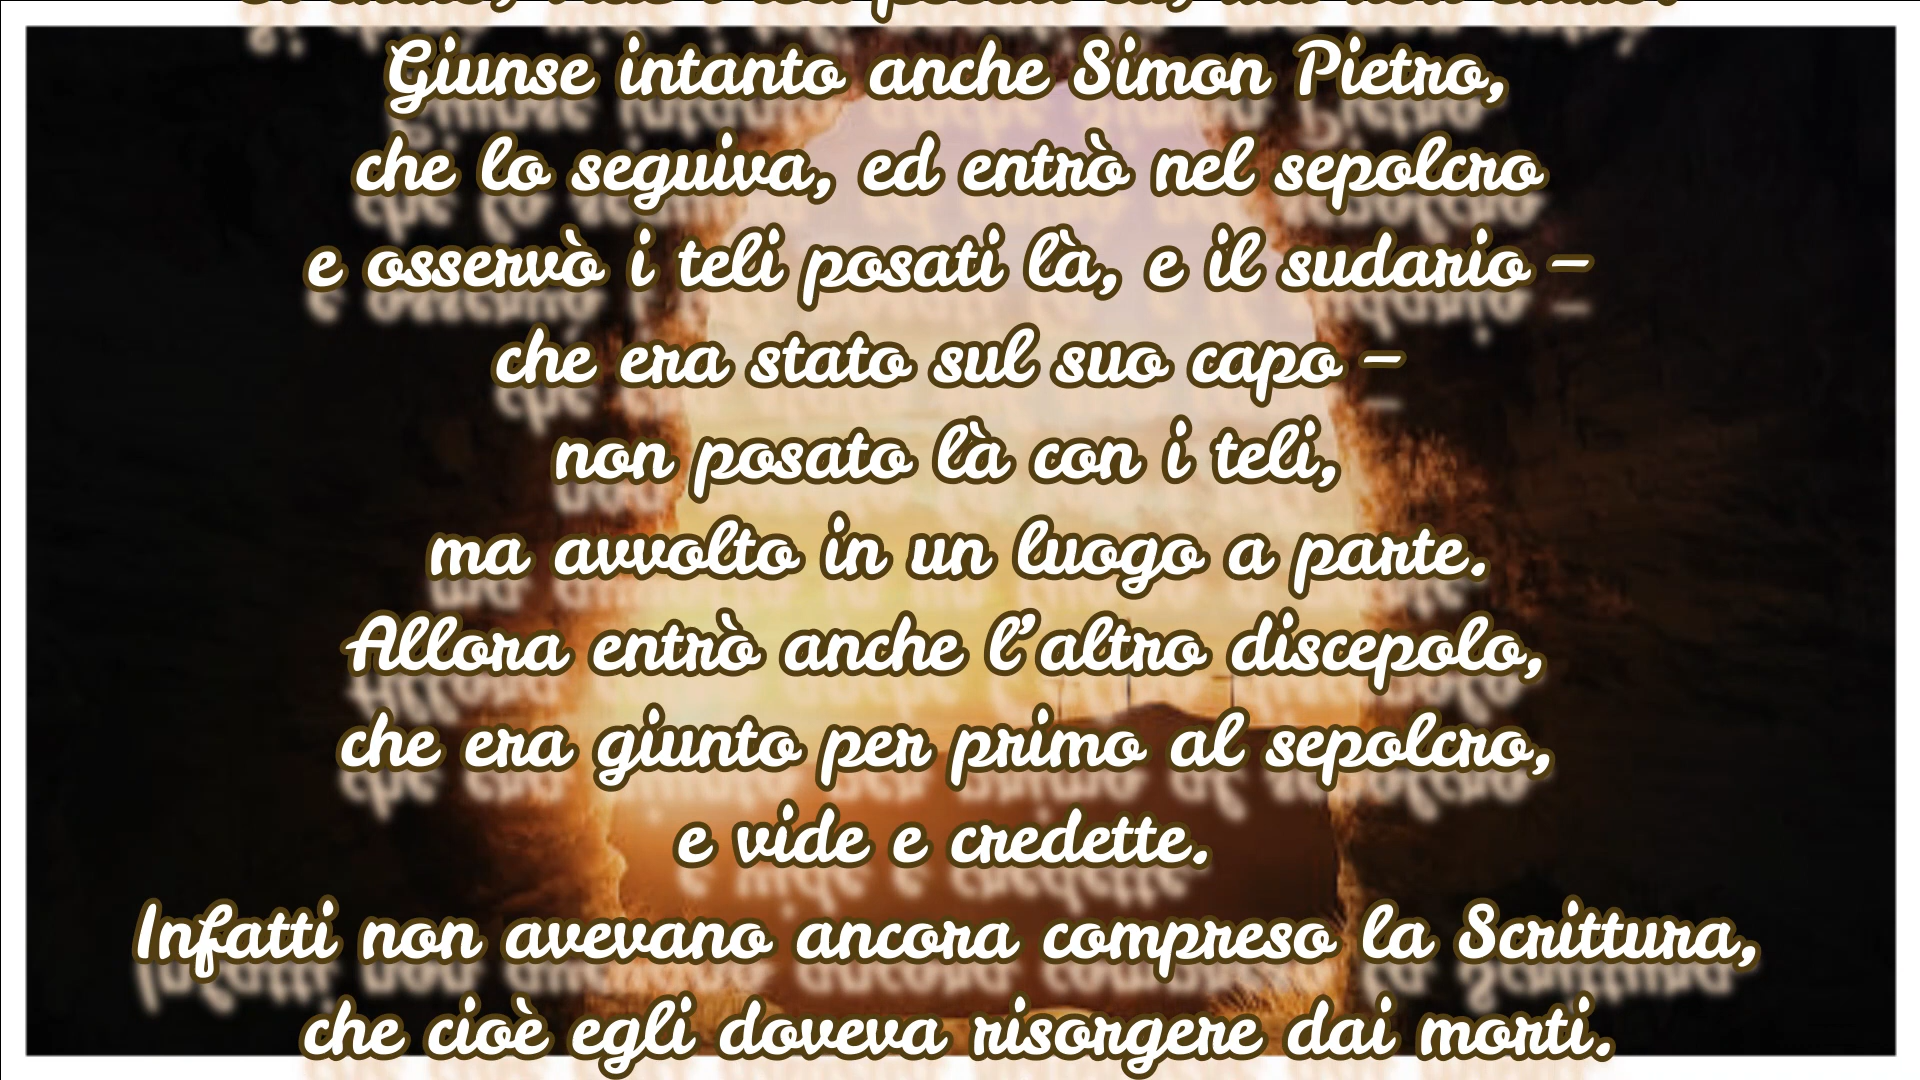 Giunse intanto anche Simon Pietro,
che lo seguiva, ed entrò nel sepolcro
e osservò i teli posati là, e il sudario –
che era stato sul suo capo –
non posato là con i teli,
ma avvolto in un luogo a parte.
Allora entrò anche l’altro discepolo,
che era giunto per primo al sepolcro,
e vide e credette.
Infatti non avevano ancora compreso la Scrittura,
che cioè egli doveva risorgere dai morti.